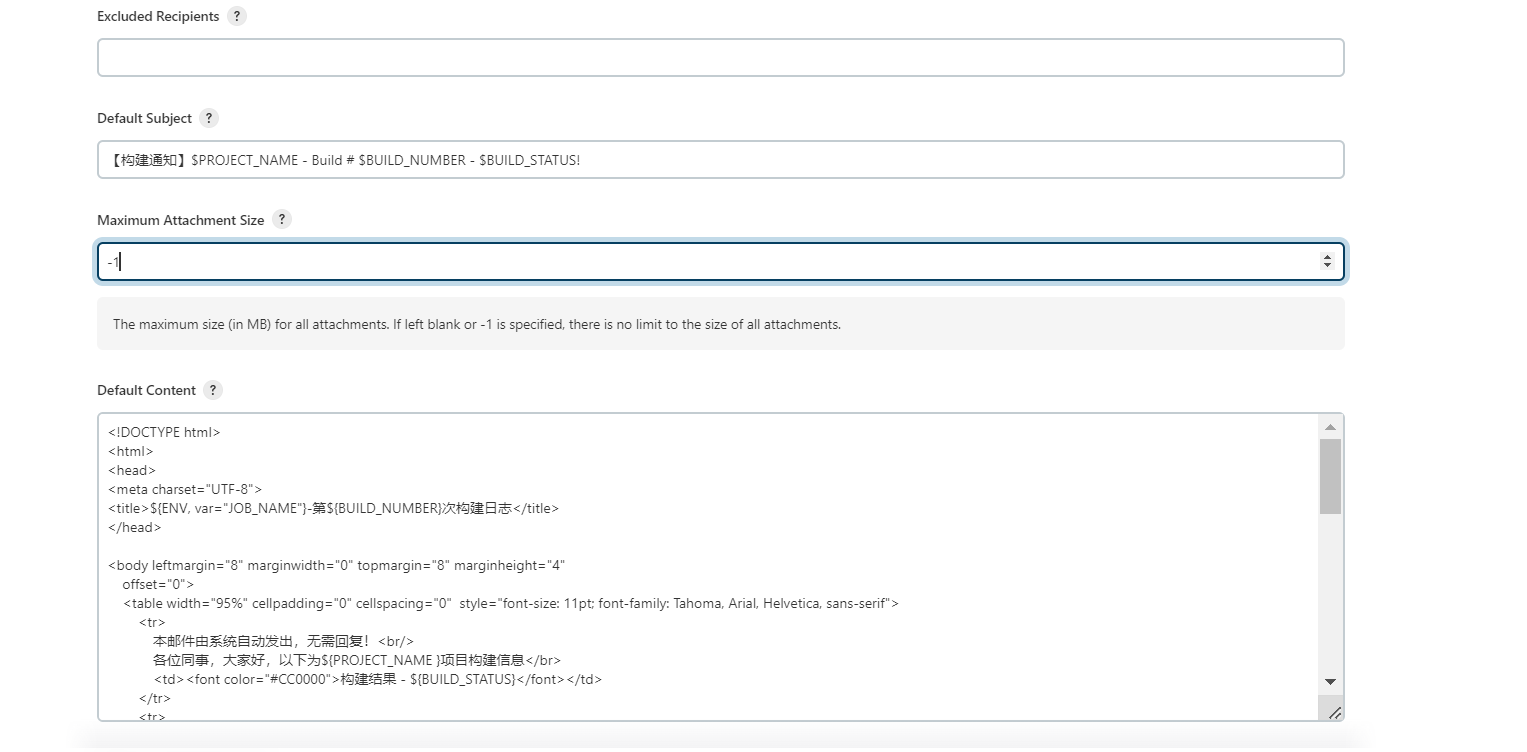 Excluded Recipients ?
Default Subject ?
【构建通知】$PROJECT_NAME - Build # $BUILD_NUMBER - $BUILD_STATUS!
Maximum Attachment Size ?
-1
The maximum size (in MB) for all attachments. If left blank or -1 is specified, there is no limit to the size of all attachments.
Default Content ?
<!DOCTYPE html>
<html>
<head>
<meta charset="UTF-8">
<title>${ENV, var="JOB_NAME"}-第${BUILD_NUMBER}次构建日志</title>
</head>
<body leftmargin="8" marginwidth="0" topmargin="8" marginheight="4"
offset="0">
<table width="95%" cellpadding="0" cellspacing="0"  style="font-size: 11pt; font-family: Tahoma, Arial, Helvetica, sans-serif">
<tr>
本邮件由系统自动发出，无需回复！<br/>
各位同事，大家好，以下为${PROJECT_NAME }项目构建信息</br>
<td><font color="#CC0000">构建结果 - ${BUILD_STATUS}</font></td>
</tr>
<tr>